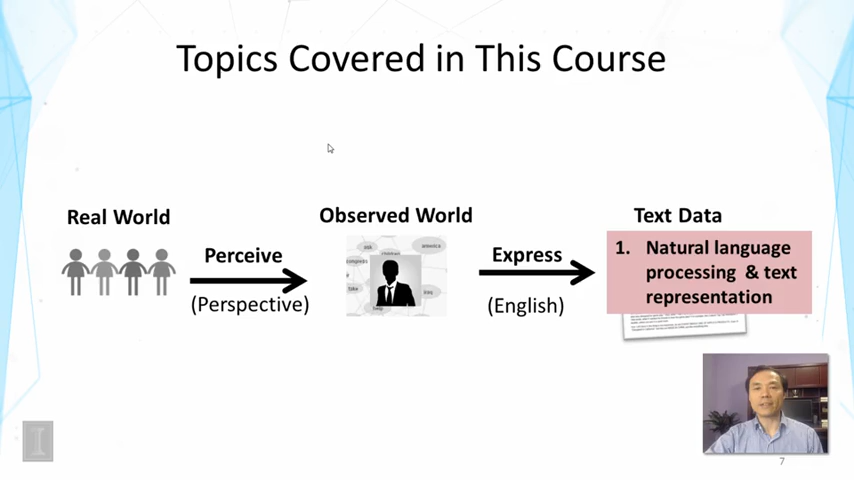 Topics Covered in This Course
Real World
Observed World
Text Data
Perceive
(Perspective)
Express
(English)
1. Natural language
processing & text
representation
7